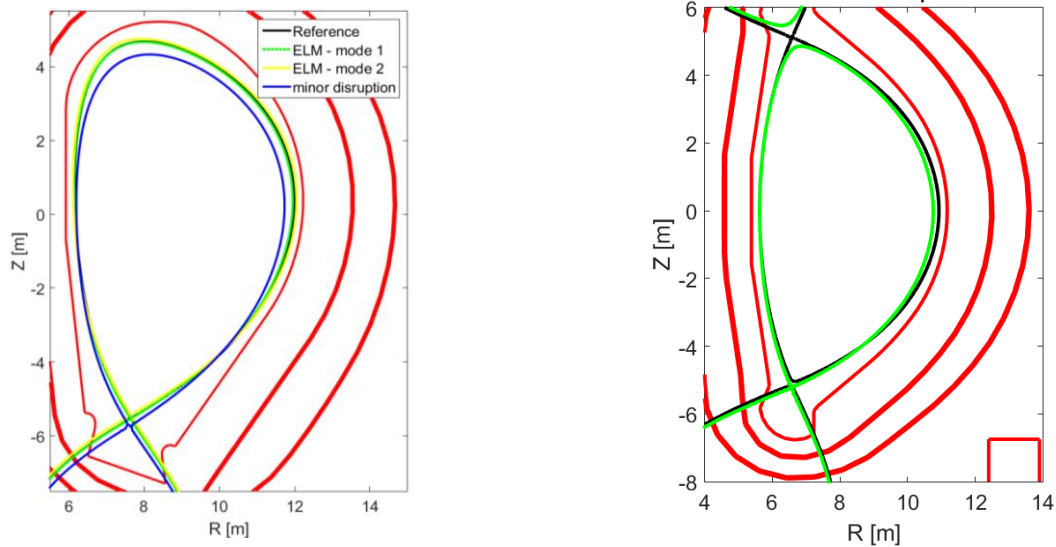 Reference
ELM - mode 1
ELM - mode 2
minor disruption
4
2
0
-2
-4
-6
Z [m]
6 8 10 12 14
R [m]
6
4
2
0
-2
-4
-6
-8
Z [m]
4 6 8 10 12 14
R [m]